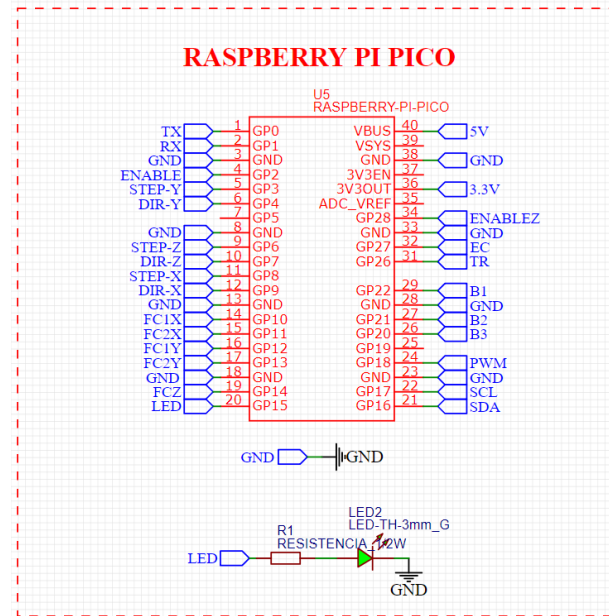 RASPBERRY PI PICO
U5
RASPBERRY-PI-PICO
TX 1 GP0 VBUS 40 5V
RX 2 GP1 VSYS 39
GND 3 GND GND 38 GND
ENABLE 4 GP2 3V3EN 37
STEP-Y 5 GP3 3V3OUT 36 3.3V
DIR-Y 6 GP4 ADC_VREF 35
7 GP5 GP28 34 ENABLEZ
GND 8 GND GND 33 GND
STEP-Z 9 GP6 GP27 32 EC
DIR-Z 10 GP7 GP26 31 TR
STEP-X 11 GP8
DIR-X 12 GP9 GP22 29 B1
GND 13 GND GND 28 GND
FC1X 14 GP10 GP21 27 B2
FC2X 15 GP11 GP20 26 B3
FC1Y 16 GP12 GP19 25
FC2Y 17 GP13 GP18 24 PWM
GND 18 GND GND 23 GND
FCZ 19 GP14 GP17 22 SCL
LED 20 GP15 GP16 21 SDA
GND GND
LED2
LED-TH-3mm_G
R1
RESISTENCIA_1/2W
LED
GND